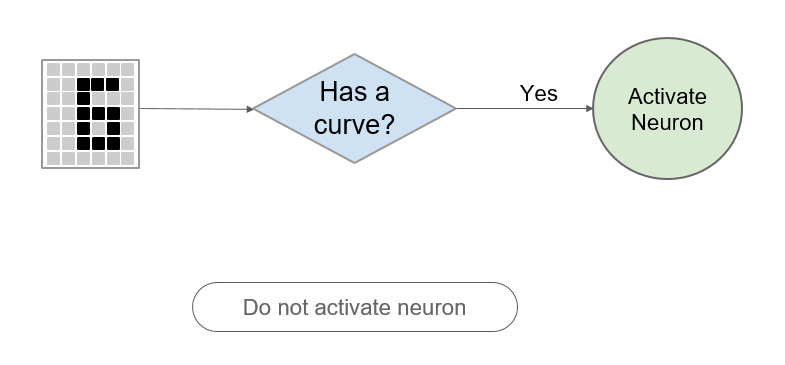 Has a
curve?
Yes
Activate
Neuron
Do not activate neuron